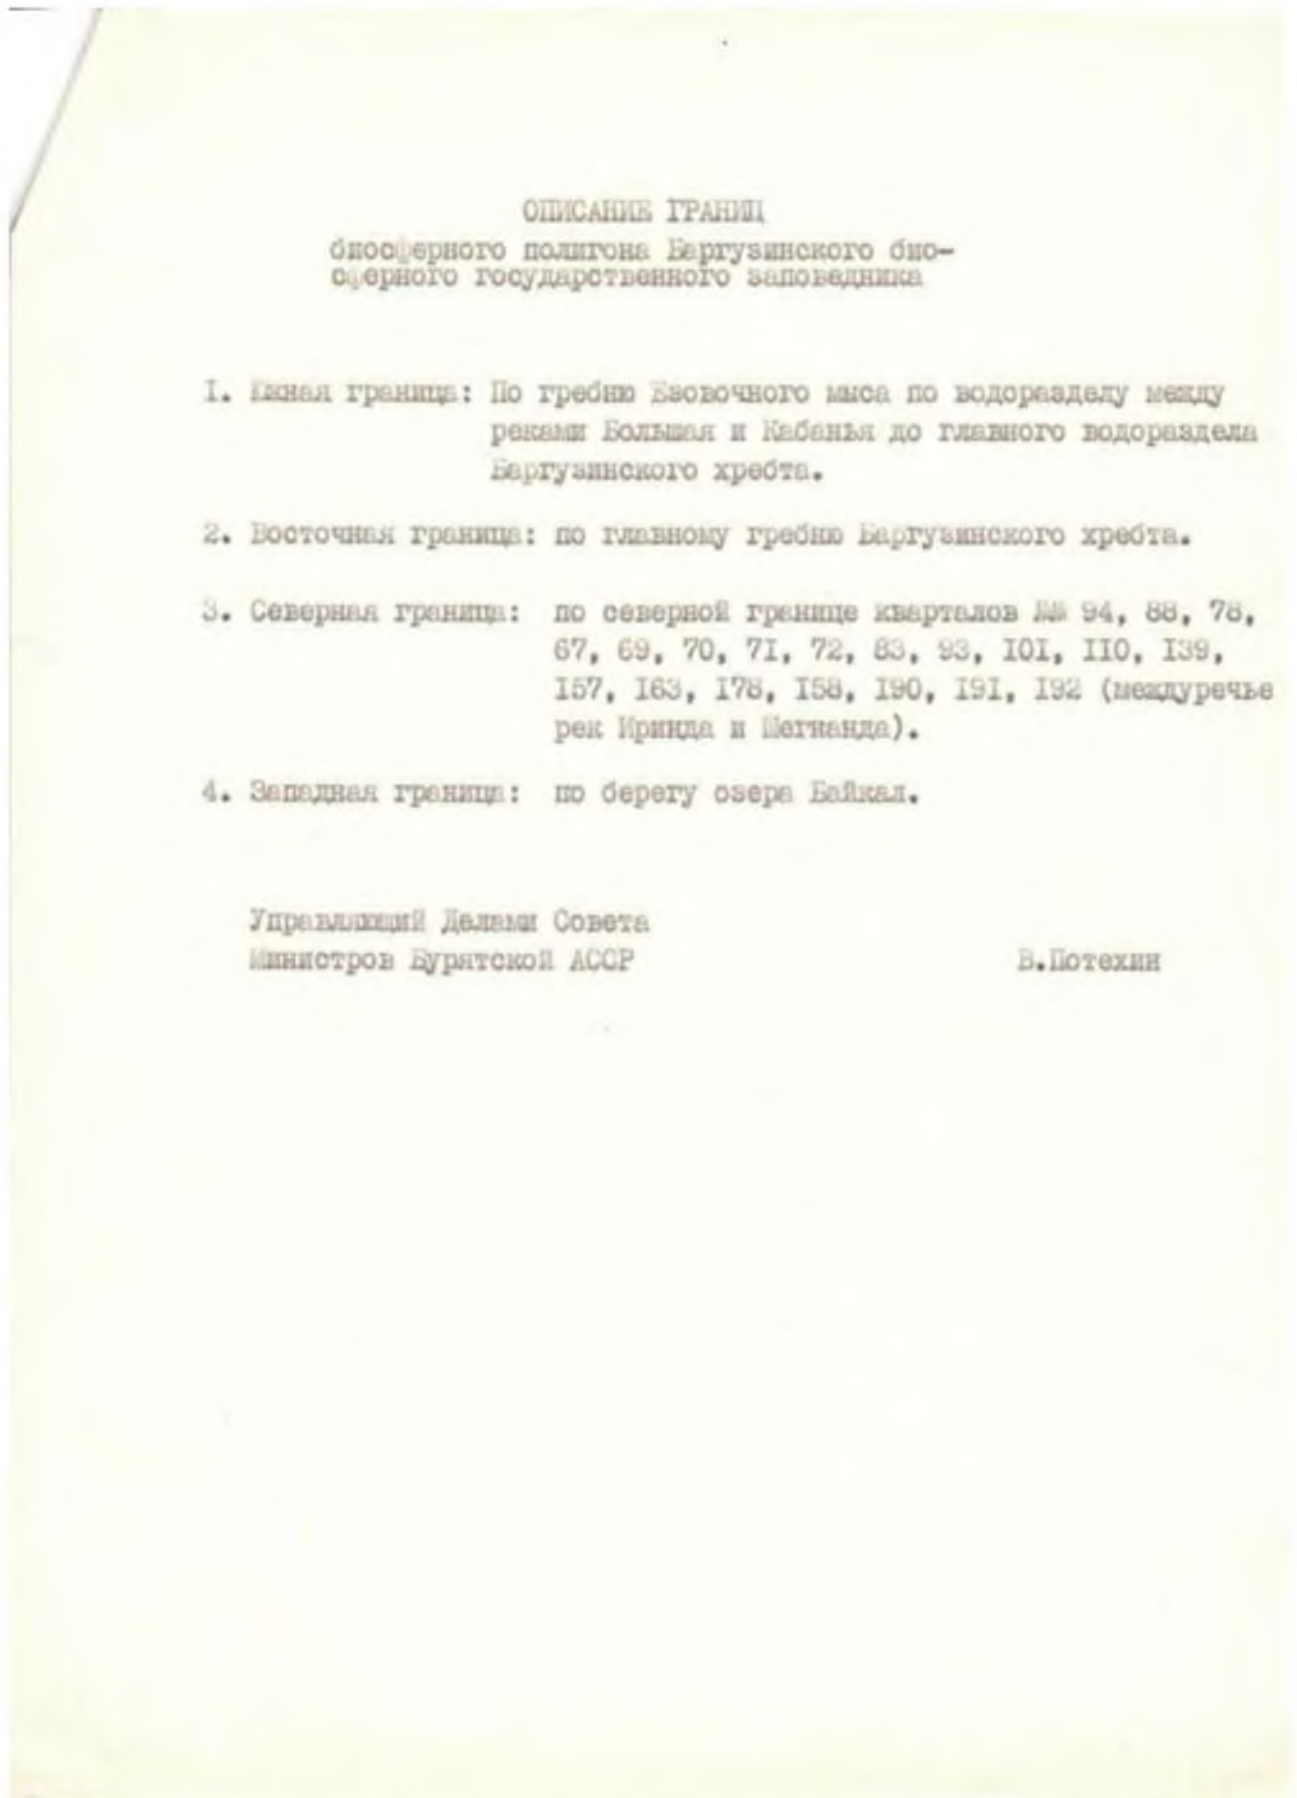 ОПИСАНИЕ ГРАНИЦ
биосферного полигона Баргузинского био-
сферного государственного заповедника
I. Южная граница: По гребню Езовочного мыса по водоразделу между
реками Большая и Кабанья до главного водораздела
Баргузинского хребта.
2. Восточная граница: по главному гребню Баргузинского хребта.
3. Северная граница: по северной границе кварталов №№ 94, 88, 78,
67, 69, 70, 7I, 72, 83, 93, I0I, II0, I39,
I57, I63, I78, I58, I90, I9I, I92 (междуречье
рек Иринда и Шегнанда).
4. Западная граница: по берегу озера Байкал.
Управляющий Делами Совета
Министров Бурятской АССР В.Потехин